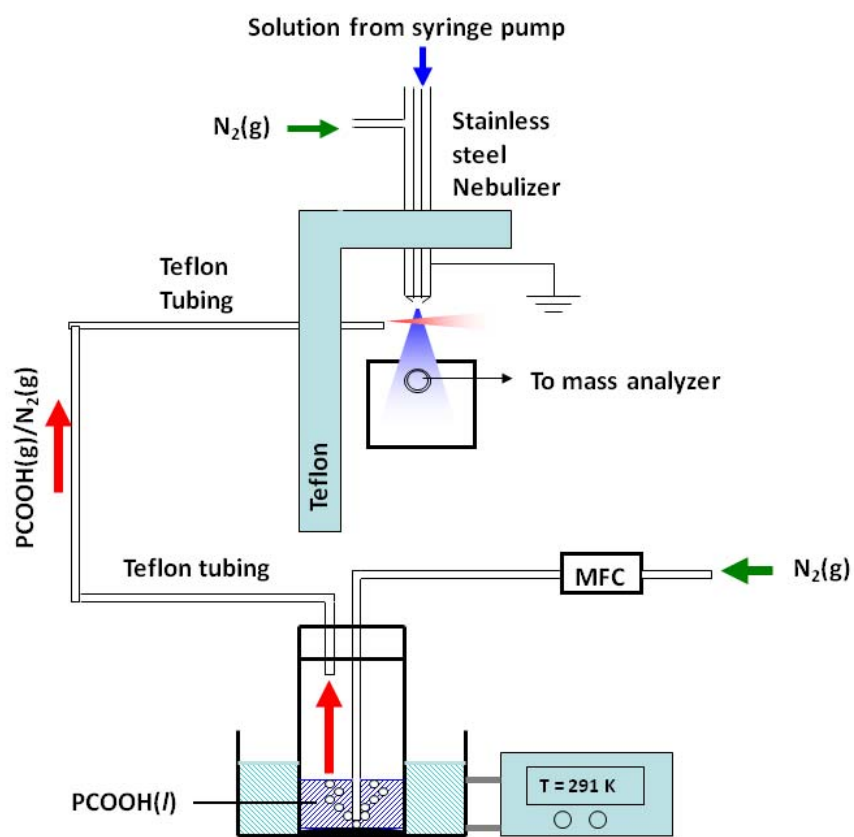 Solution from syringe pump
N₂(g)
Stainless
steel
Nebulizer
Teflon
Tubing
To mass analyzer
PCOOH(g)/N₂(g)
Teflon
Teflon tubing
MFC
N₂(g)
PCOOH(l)
T = 291 K